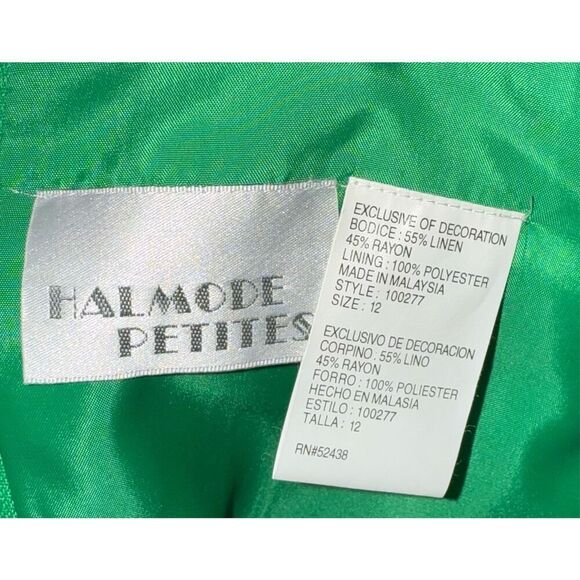 HALMODE
PETITES
EXCLUSIVE OF DECORATION
BODICE : 55% LINEN
45% RAYON
LINING : 100% POLYESTER
MADE IN MALAYSIA
STYLE : 100277
SIZE : 12
EXCLUSIVO DE DECORACION
CORPINO : 55% LINO
45% RAYON
FORRO : 100% POLIESTER
HECHO EN MALASIA
ESTILO : 100277
TALLA : 12
RN#52438